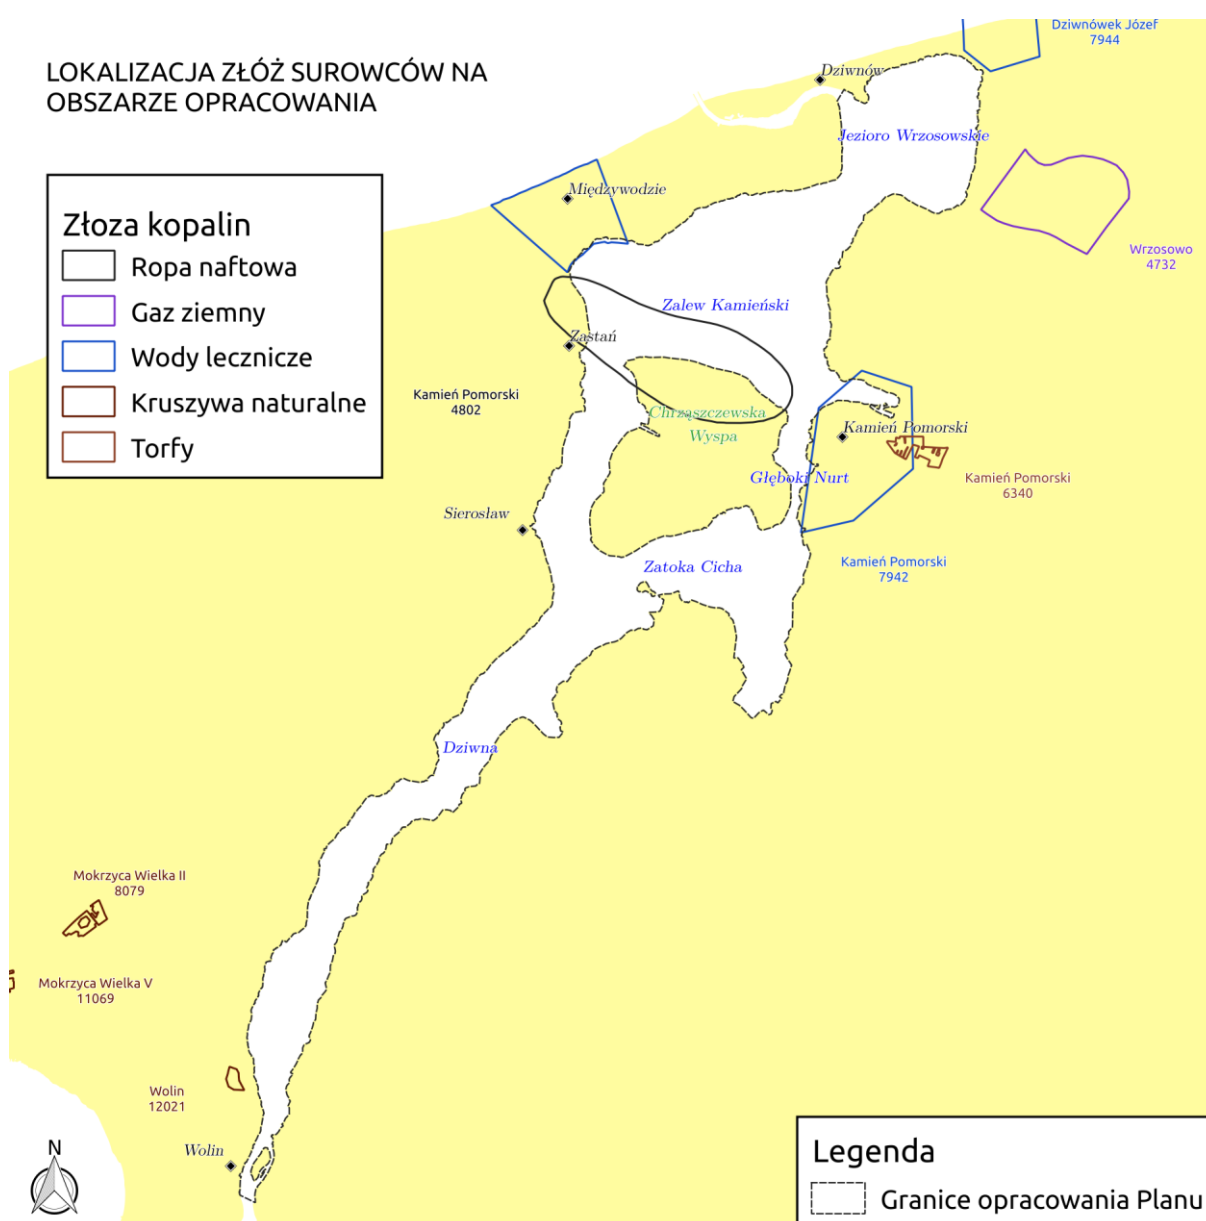 Dziwnówek Józef
7944
LOKALIZACJA ZŁÓŻ SUROWCÓW NA
OBSZARZE OPRACOWANIA
Dziwnów
Jezioro Wrzosowskie
Międzywodzie
Wrzosowo
4732
Złoża kopalin
Ropa naftowa
Gaz ziemny
Wody lecznicze
Kruszywa naturalne
Torfy
Zalew Kamieński
Zastań
Kamień Pomorski
4802
Chrząszczewska
Wyspa
Kamień Pomorski
Głęboki Nurt
Kamień Pomorski
6340
Sierosław
Zatoka Cicha
Kamień Pomorski
7942
Dziwna
Mokrzyca Wielka II
8079
Mokrzyca Wielka V
11069
Wolin
12021
Wolin
N
Legenda
Granice opracowania Planu